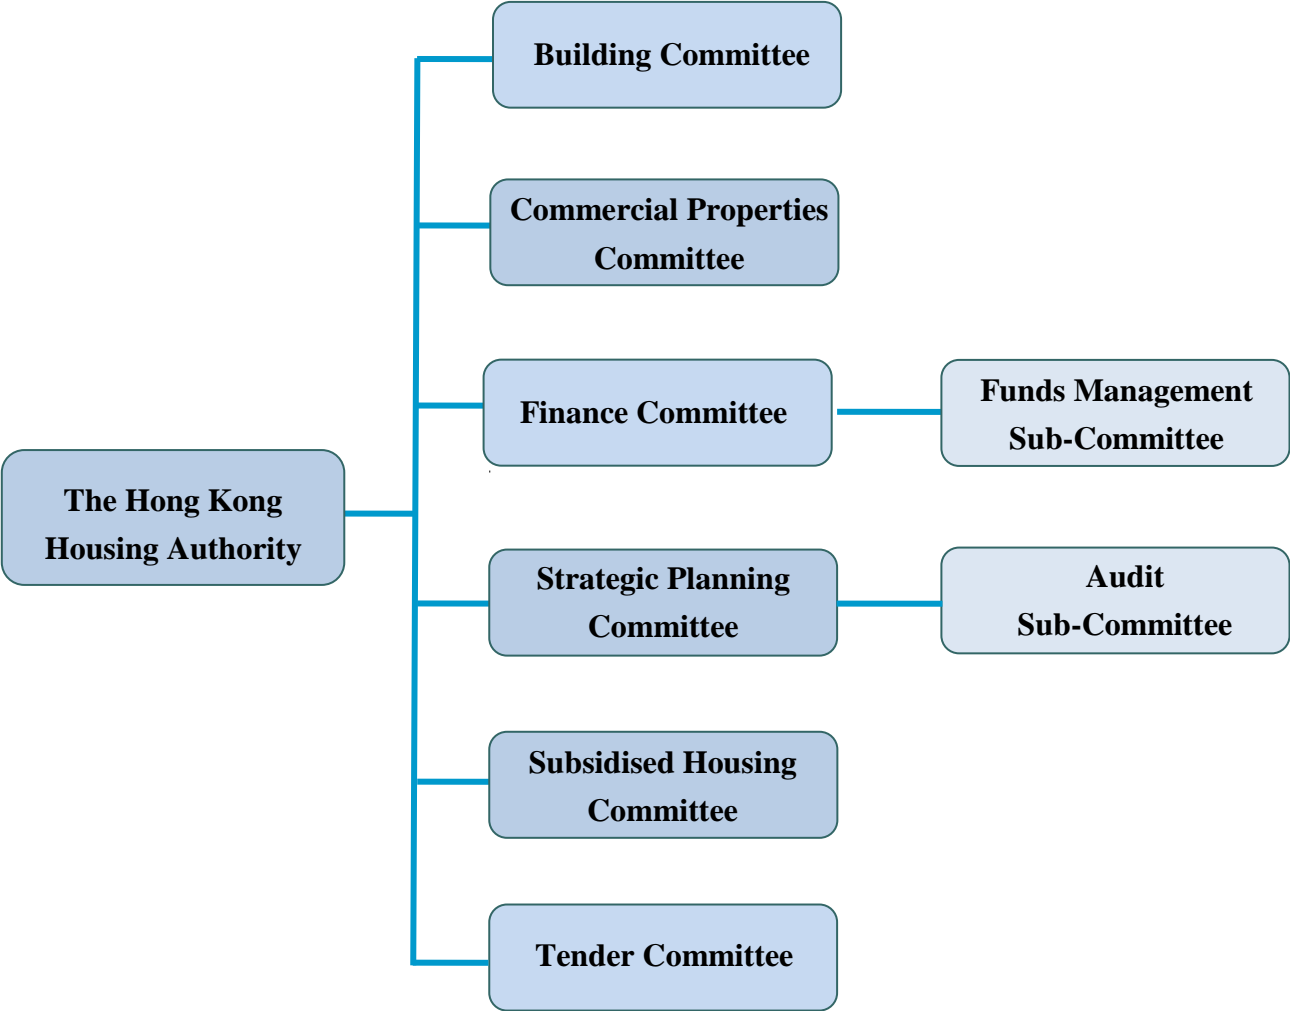 Building Committee
Commercial Properties
Committee
Finance Committee
Funds Management
Sub-Committee
The Hong Kong
Housing Authority
Strategic Planning
Committee
Audit
Sub-Committee
Subsidised Housing
Committee
Tender Committee